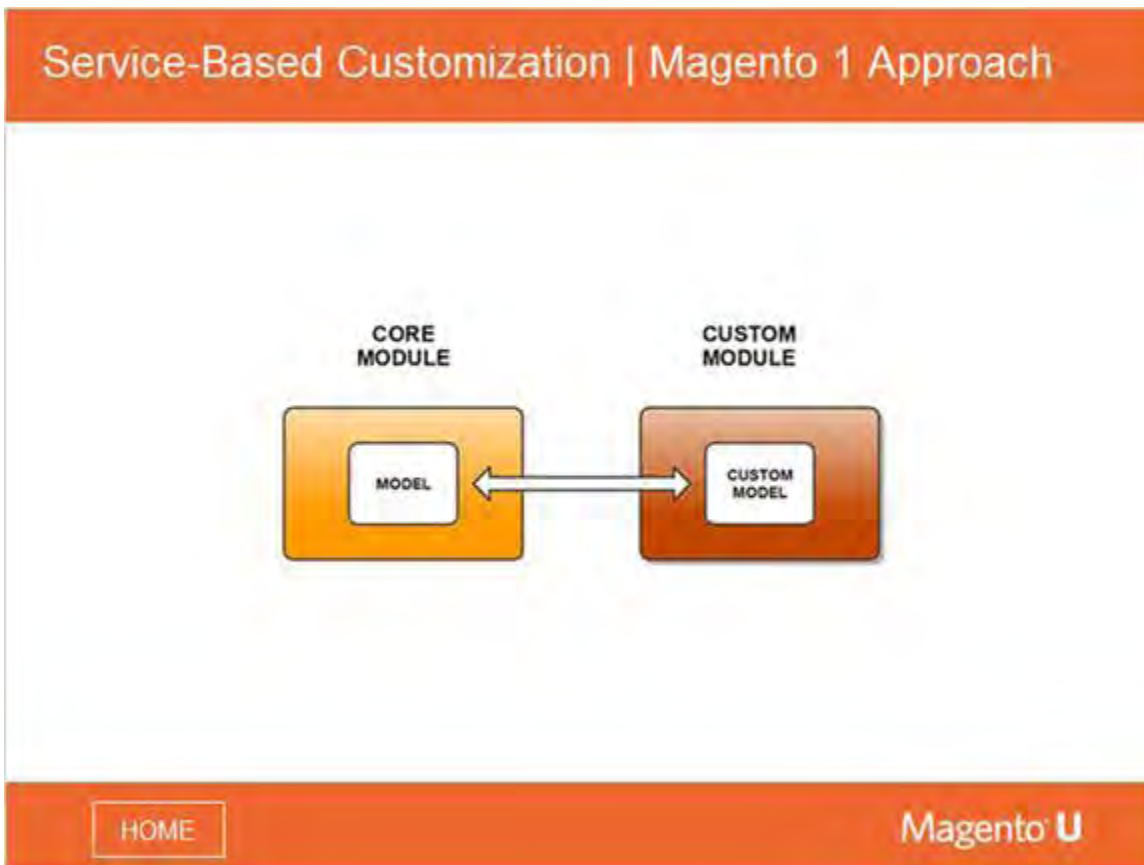 Service-Based Customization | Magento 1 Approach
CORE
MODULE
CUSTOM
MODULE
MODEL
CUSTOM
MODEL
HOME
Magento U